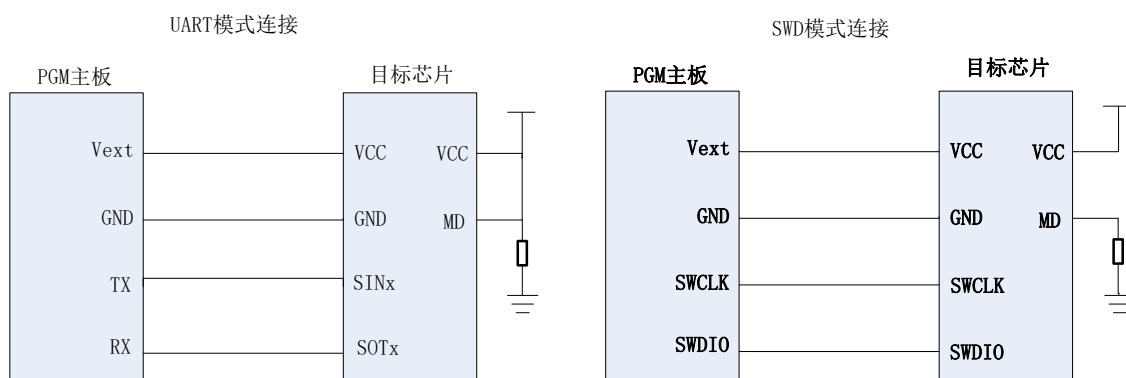 UART模式连接
PGM主板
目标芯片
Vext
VCC
VCC
GND
GND
MD
TX
SINx
RX
SOTx
SWD模式连接
PGM主板
目标芯片
Vext
VCC
VCC
GND
GND
MD
SWCLK
SWCLK
SWDIO
SWDIO